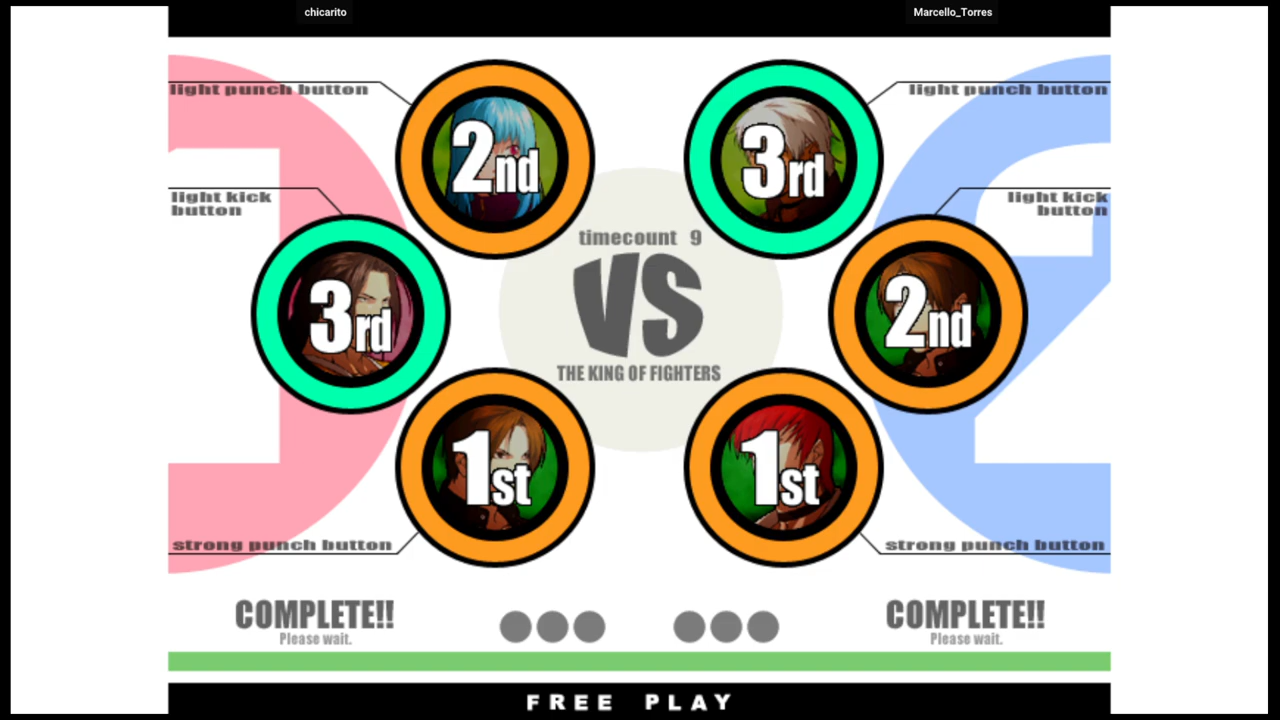 chicarito
Marcello_Torres
light punch button
light punch button
2nd
3rd
light kick
button
light kick
button
timecount 9
VS
THE KING OF FIGHTERS
3rd
2nd
1st
1st
strong punch button
strong punch button
COMPLETE!!
Please wait.
COMPLETE!!
Please wait.
FREE PLAY